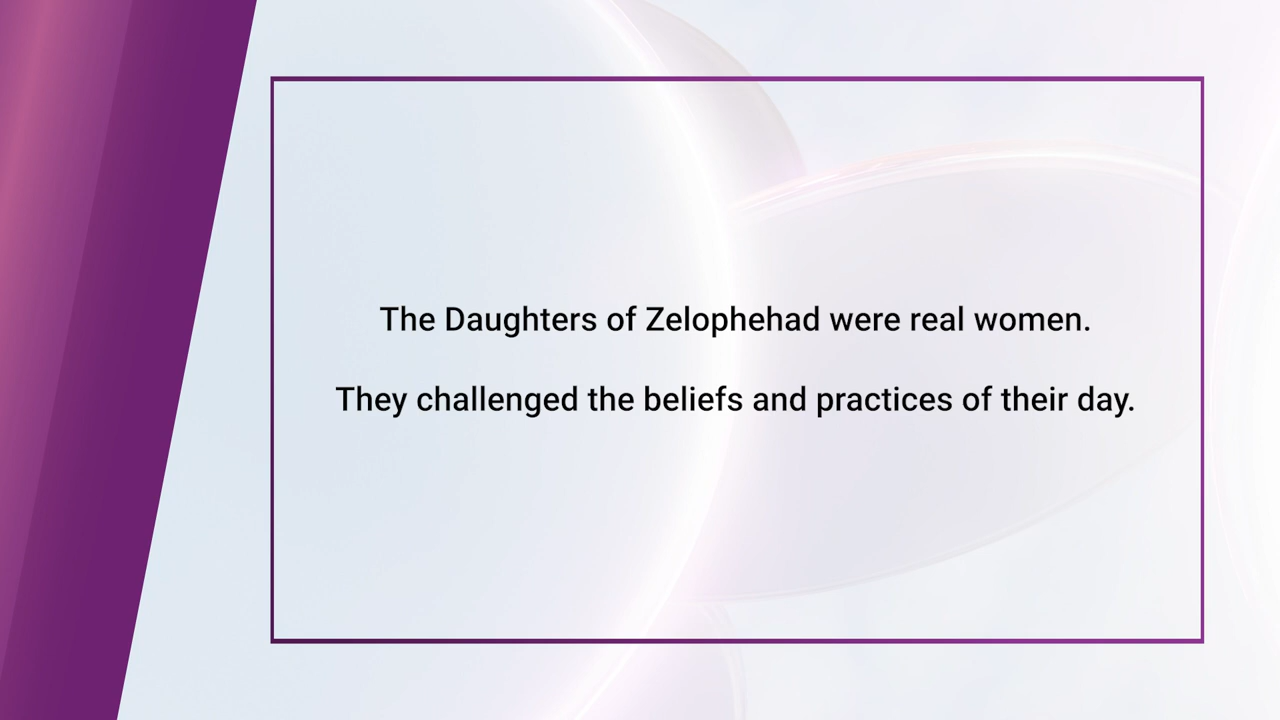 The Daughters of Zelophehad were real women.
They challenged the beliefs and practices of their day.